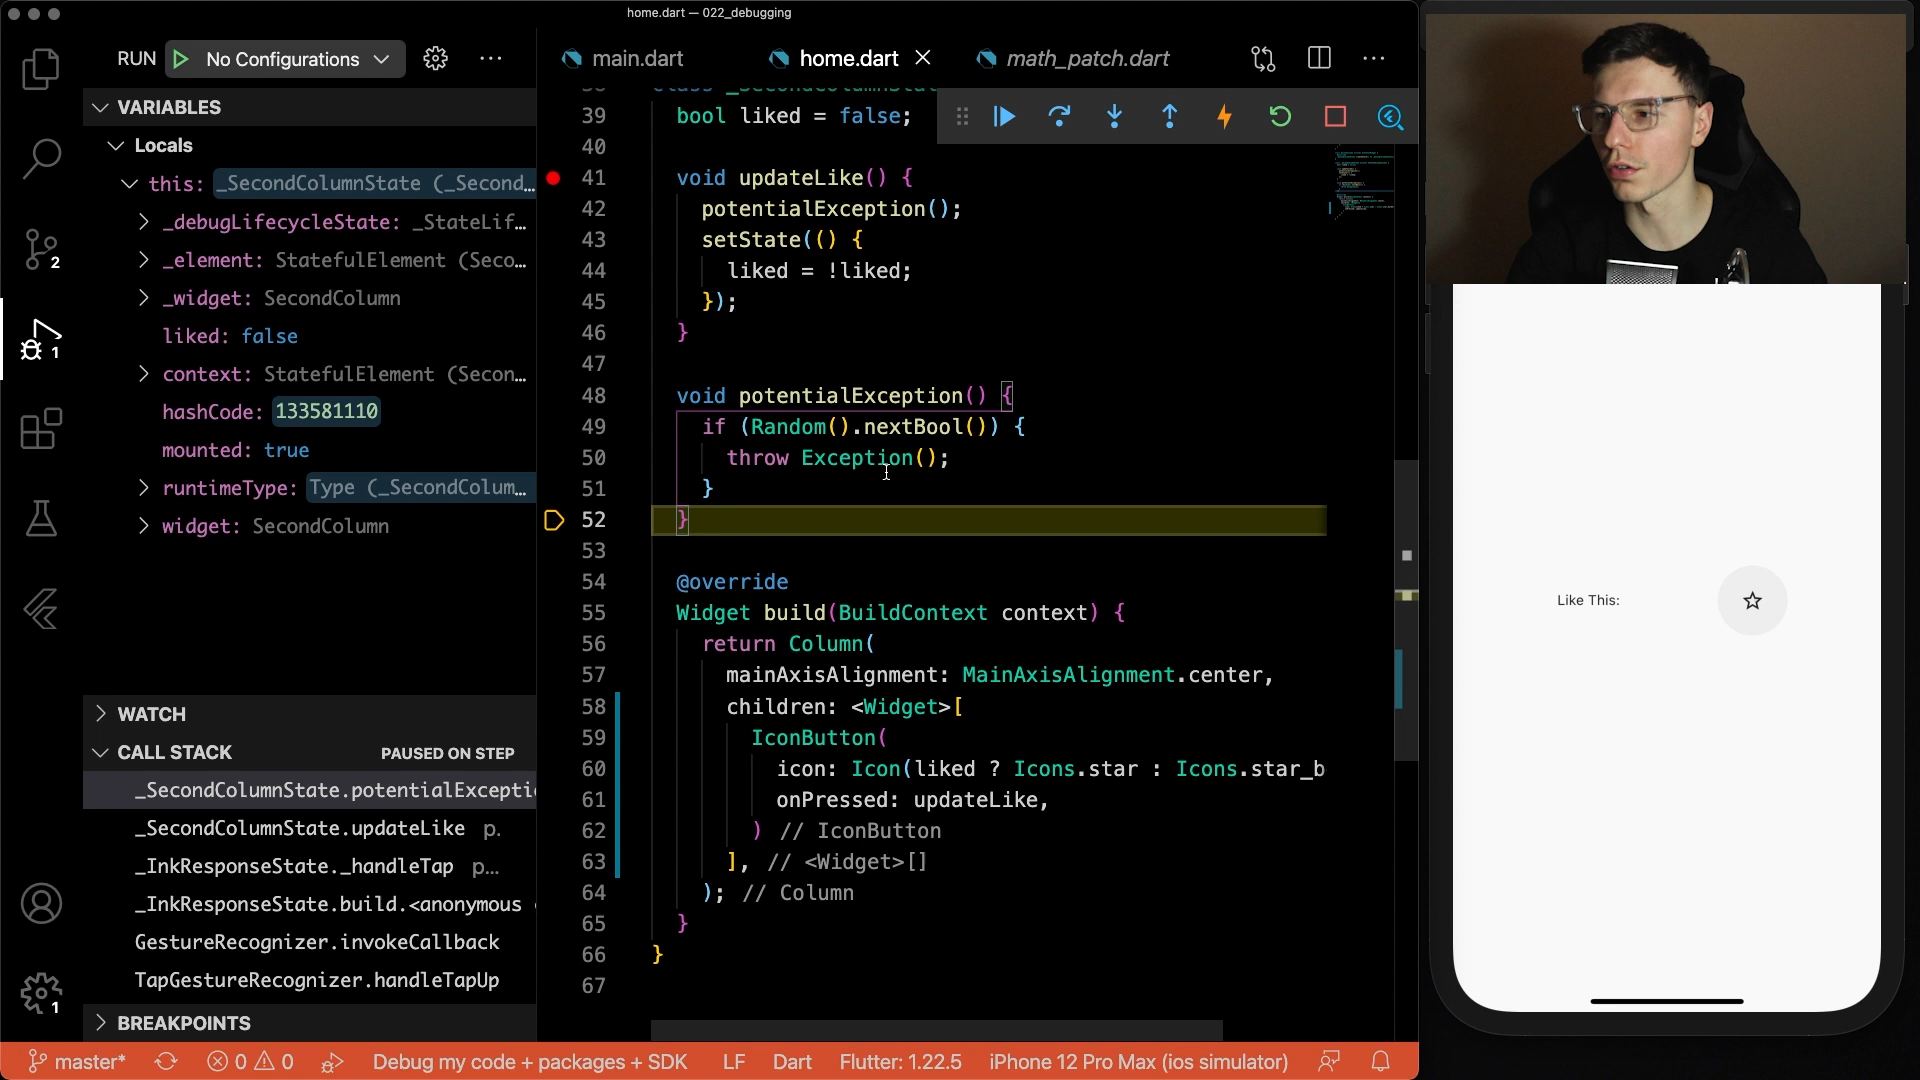 home.dart — 022_debugging
RUN No Configurations
main.dart
home.dart
math_patch.dart
VARIABLES
Locals
this: _SecondColumnState (_Second…
_debugLifecycleState: _StateLif…
_element: StatefulElement (Seco…
_widget: SecondColumn
liked: false
context: StatefulElement (Secon…
hashCode: 133581110
mounted: true
runtimeType: Type (_SecondColum…
widget: SecondColumn
WATCH
CALL STACK PAUSED ON STEP
_SecondColumnState.potentialExcepti
_SecondColumnState.updateLike p.
_InkResponseState._handleTap p…
_InkResponseState.build.<anonymous
GestureRecognizer.invokeCallback
TapGestureRecognizer.handleTapUp
BREAKPOINTS
2
1
1
39 bool liked = false;
40
41 void updateLike() {
42 potentialException();
43 setState(() {
44 liked = !liked;
45 });
46 }
47
48 void potentialException() {
49 if (Random().nextBool()) {
50 throw Exception();
51 }
52 }
53
54 @override
55 Widget build(BuildContext context) {
56 return Column(
57 mainAxisAlignment: MainAxisAlignment.center,
58 children: <Widget>[
59 IconButton(
60 icon: Icon(liked ? Icons.star : Icons.star_b
61 onPressed: updateLike,
62 ) // IconButton
63 ], // <Widget>[]
64 ); // Column
65 }
66 }
67
Like This:
master* 0 0 Debug my code + packages + SDK LF Dart Flutter: 1.22.5 iPhone 12 Pro Max (ios simulator)